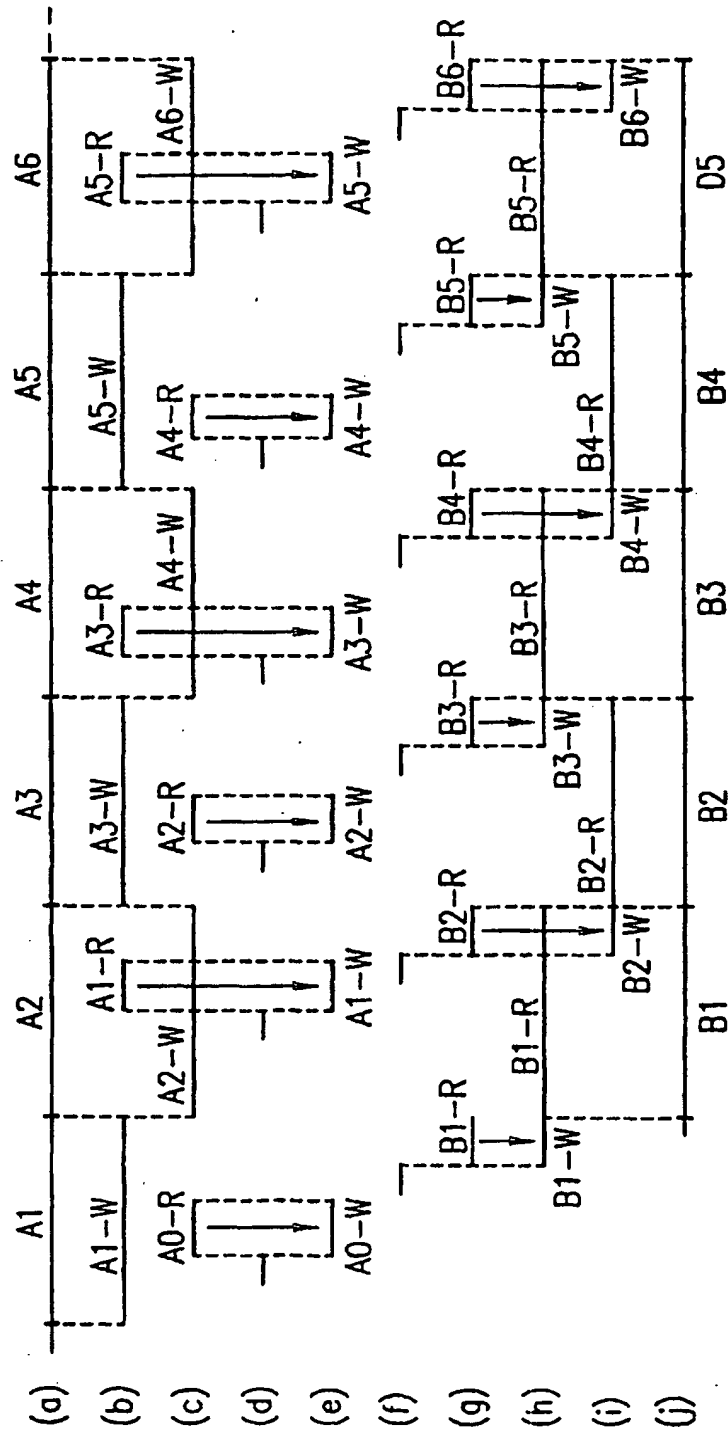 (a) A1 A2 A3 A4 A5 A6
(b) A1-W A1-R A3-W A3-R A5-W A5-R
(c) A0-R A2-W A2-R A4-W A4-R A6-W
(d)
(e) A0-W A1-W A2-W A3-W A4-W A5-W
(f)
(g) B1-R B2-R B3-R B4-R B5-R B6-R
(h) B1-W B1-R B3-W B3-R B5-W B5-R
(i) B2-W B2-R B4-W B4-R B6-W
(j) B1 B2 B3 B4 D5